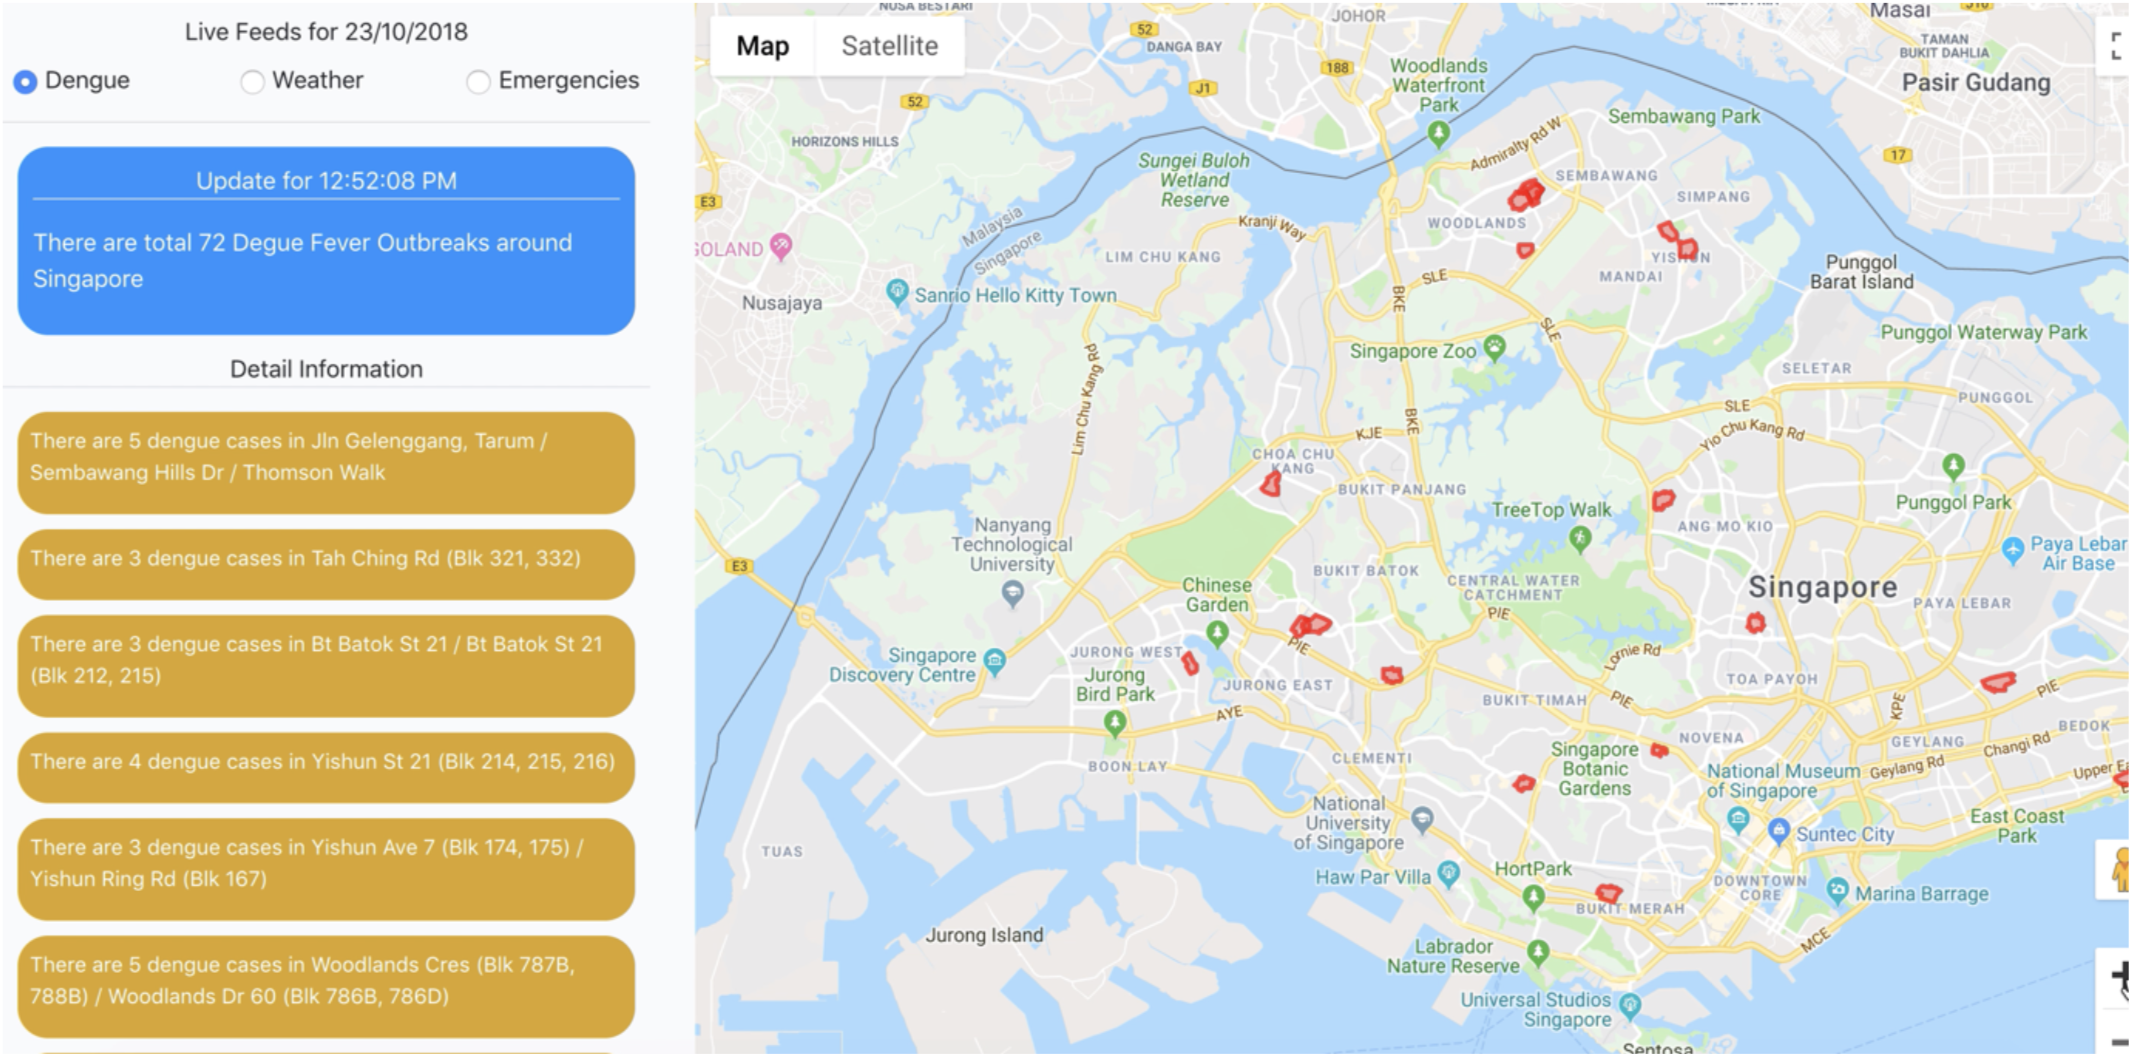 Live Feeds for 23/10/2018
Dengue
Weather
Emergencies
Update for 12:52:08 PM
There are total 72 Degue Fever Outbreaks around
Singapore
Detail Information
There are 5 dengue cases in Jln Gelenggang, Tarum /
Sembawang Hills Dr / Thomson Walk
There are 3 dengue cases in Tah Ching Rd (Blk 321, 332)
There are 3 dengue cases in Bt Batok St 21 / Bt Batok St 21
(Blk 212, 215)
There are 4 dengue cases in Yishun St 21 (Blk 214, 215, 216)
There are 3 dengue cases in Yishun Ave 7 (Blk 174, 175) /
Yishun Ring Rd (Blk 167)
There are 5 dengue cases in Woodlands Cres (Blk 787B,
788B) / Woodlands Dr 60 (Blk 786B, 786D)
Map
Satellite
NUSA BESTARI
JOHOR
Masai
52
DANGA BAY
188
TAMAN
BUKIT DAHLIA
Pasir Gudang
J1
52
Woodlands
Waterfront
Park
Sembawang Park
HORIZONS HILLS
17
Admiralty Rd W
Sungei Buloh
Wetland
Reserve
SEMBAWANG
SIMPANG
E3
Malaysia
Singapore
Kranji Way
WOODLANDS
GOLAND
LIM CHU KANG
YISHUN
MANDAI
Punggol
Barat Island
SLE
BKE
Nusajaya
Sanrio Hello Kitty Town
SLE
Punggol Waterway Park
Singapore Zoo
Lim Chu Kang Rd
SELETAR
PUNGGOL
SLE
BKE
KJE
Yio Chu Kang Rd
CHOA CHU
KANG
BUKIT PANJANG
Punggol Park
TreeTop Walk
ANG MO KIO
Nanyang
Technological
University
Paya Lebar
Air Base
E3
BUKIT BATOK
CENTRAL WATER
CATCHMENT
Singapore
PAYA LEBAR
Chinese
Garden
PIE
PIE
Lornie Rd
JURONG WEST
Singapore
Discovery Centre
Jurong
Bird Park
JURONG EAST
TOA PAYOH
BUKIT TIMAH
PIE
PIE
KPE
AYE
BEDOK
NOVENA
GEYLANG
Changi Rd
BOON LAY
CLEMENTI
Singapore
Botanic
Gardens
National Museum
of Singapore
Geylang Rd
Upper Ea
National
University
of Singapore
Suntec City
East Coast
Park
TUAS
Haw Par Villa
HortPark
DOWNTOWN
CORE
Marina Barrage
BUKIT MERAH
Jurong Island
MCE
Labrador
Nature Reserve
Universal Studios
Singapore
Sentosa